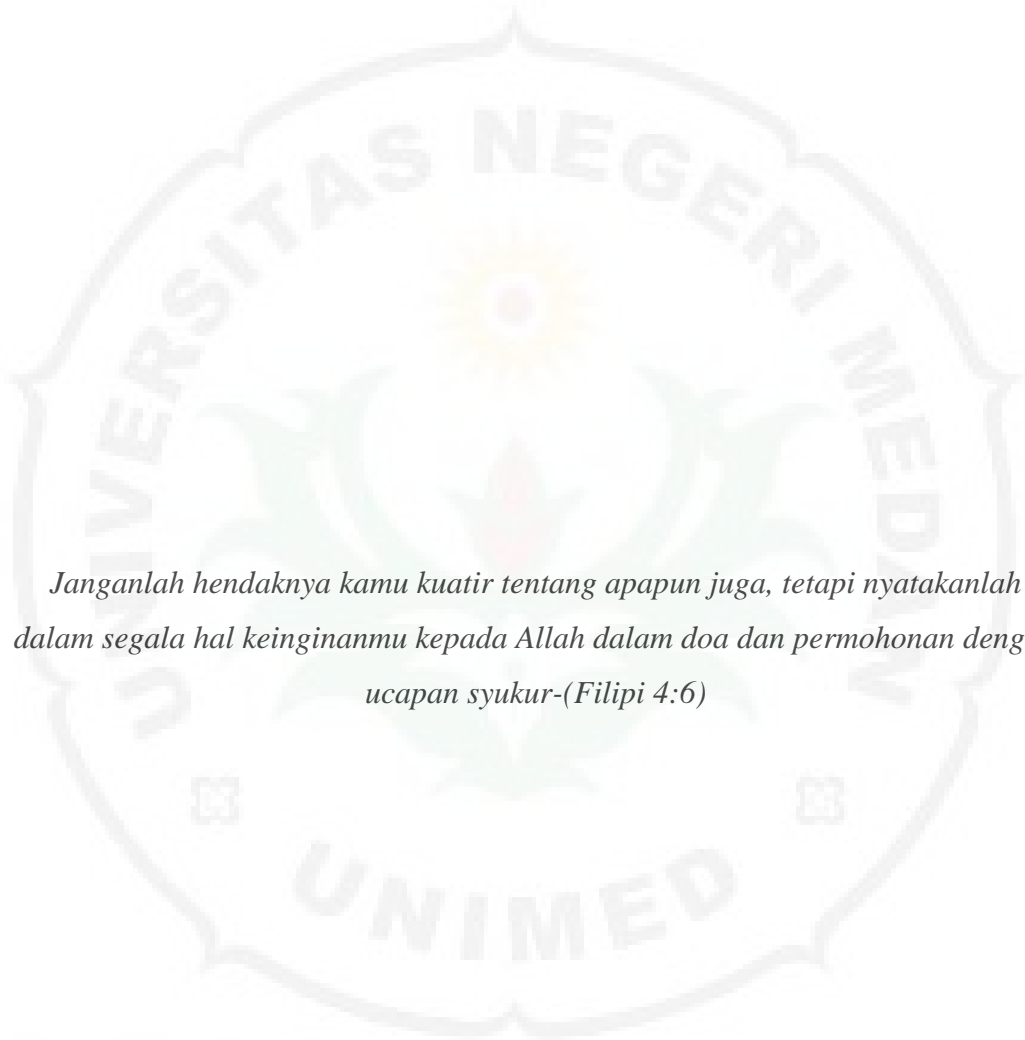 UNIVERSITAS NEGERI MEDAN
Janganlah hendaknya kamu kuatir tentang apapun juga, tetapi nyatakanlah
dalam segala hal keinginanmu kepada Allah dalam doa dan permohonan deng
ucapan syukur-(Filipi 4:6)
UNIMED